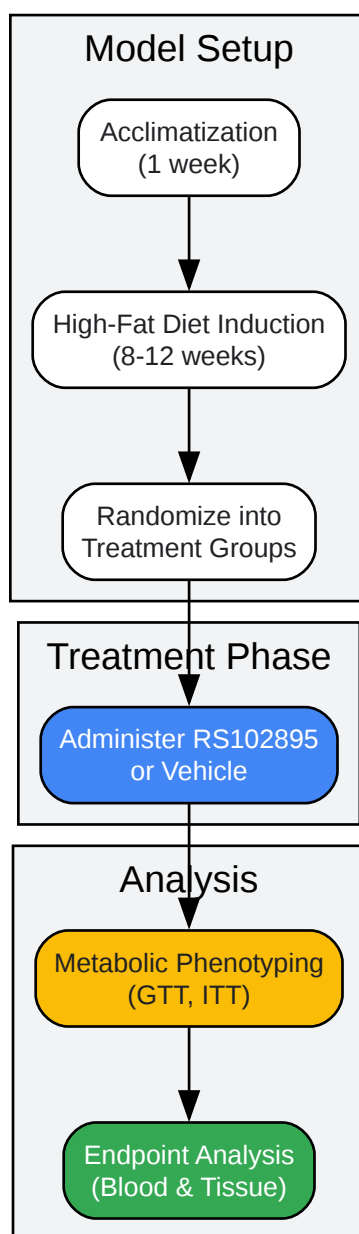 Model Setup
Acclimatization
(1 week)
High-Fat Diet Induction
(8-12 weeks)
Randomize into
Treatment Groups
Treatment Phase
Administer RS102895
or Vehicle
Analysis
Metabolic Phenotyping
(GTT, ITT)
Endpoint Analysis
(Blood & Tissue)